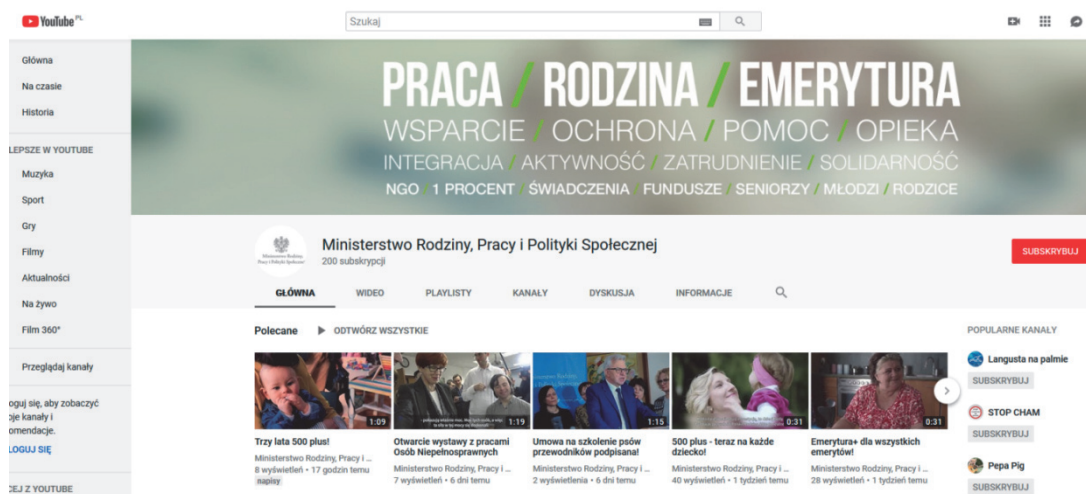 YouTube PL
Szukaj
Główna
Na czasie
Historia
LEPSZE W YOUTUBE
Muzyka
Sport
Gry
Filmy
Aktualności
Na żywo
Film 360°
Przeglądaj kanały
oguj się, aby zobaczyć
oje kanały i
omendacje.
LOGUJ SIĘ
CEJ Z YOUTUBE
PRACA / RODZINA / EMERYTURA
WSPARCIE / OCHRONA / POMOC / OPIEKA
INTEGRACJA / AKTYWNOŚĆ / ZATRUDNIENIE / SOLIDARNOŚĆ
NGO / 1 PROCENT / ŚWIADCZENIA / FUNDUSZE / SENIORZY / MŁODZI / RODZICE
Ministerstwo Rodziny, Pracy i Polityki Społecznej
200 subskrypcji
SUBSKRYBUJ
GŁÓWNA WIDEO PLAYLISTY KANAŁY DYSKUSJA INFORMACJE
Polecane ODTWÓRZ WSZYSTKIE
1:09
Trzy lata 500 plus!
Ministerstwo Rodziny, Pracy i ...
8 wyświetleń • 17 godzin temu
napisy
1:19
Otwarcie wystawy z pracami
Osób Niepełnosprawnych
Ministerstwo Rodziny, Pracy i ...
7 wyświetleń • 6 dni temu
1:15
Umowa na szkolenie psów
przewodników podpisana!
Ministerstwo Rodziny, Pracy i ...
2 wyświetlenia • 6 dni temu
0:31
500 plus - teraz na każde
dziecko!
Ministerstwo Rodziny, Pracy i ...
40 wyświetleń • 1 tydzień temu
0:31
Emerytura+ dla wszystkich
emerytów!
Ministerstwo Rodziny, Pracy i ...
28 wyświetleń • 1 tydzień temu
POPULARNE KANAŁY
Langusta na palmie
SUBSKRYBUJ
STOP CHAM
SUBSKRYBUJ
Pepa Pig
SUBSKRYBUJ